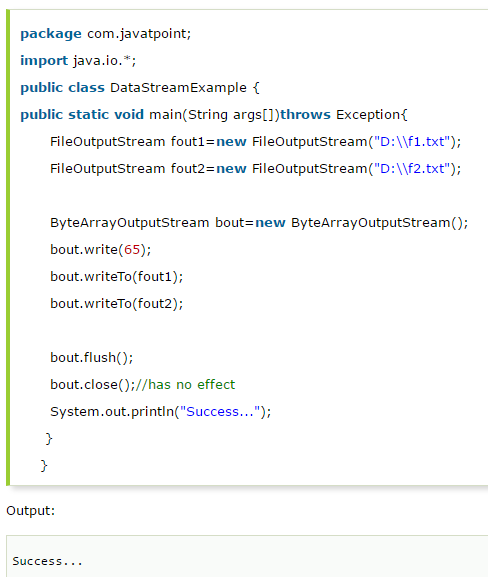 package com.javatpoint;
import java.io.*;
public class DataStreamExample {
public static void main(String args[])throws Exception{
FileOutputStream fout1=new FileOutputStream("D:\\f1.txt");
FileOutputStream fout2=new FileOutputStream("D:\\f2.txt");
ByteArrayOutputStream bout=new ByteArrayOutputStream();
bout.write(65);
bout.writeTo(fout1);
bout.writeTo(fout2);
bout.flush();
bout.close();//has no effect
System.out.println("Success...");
}
}
Output:
Success...